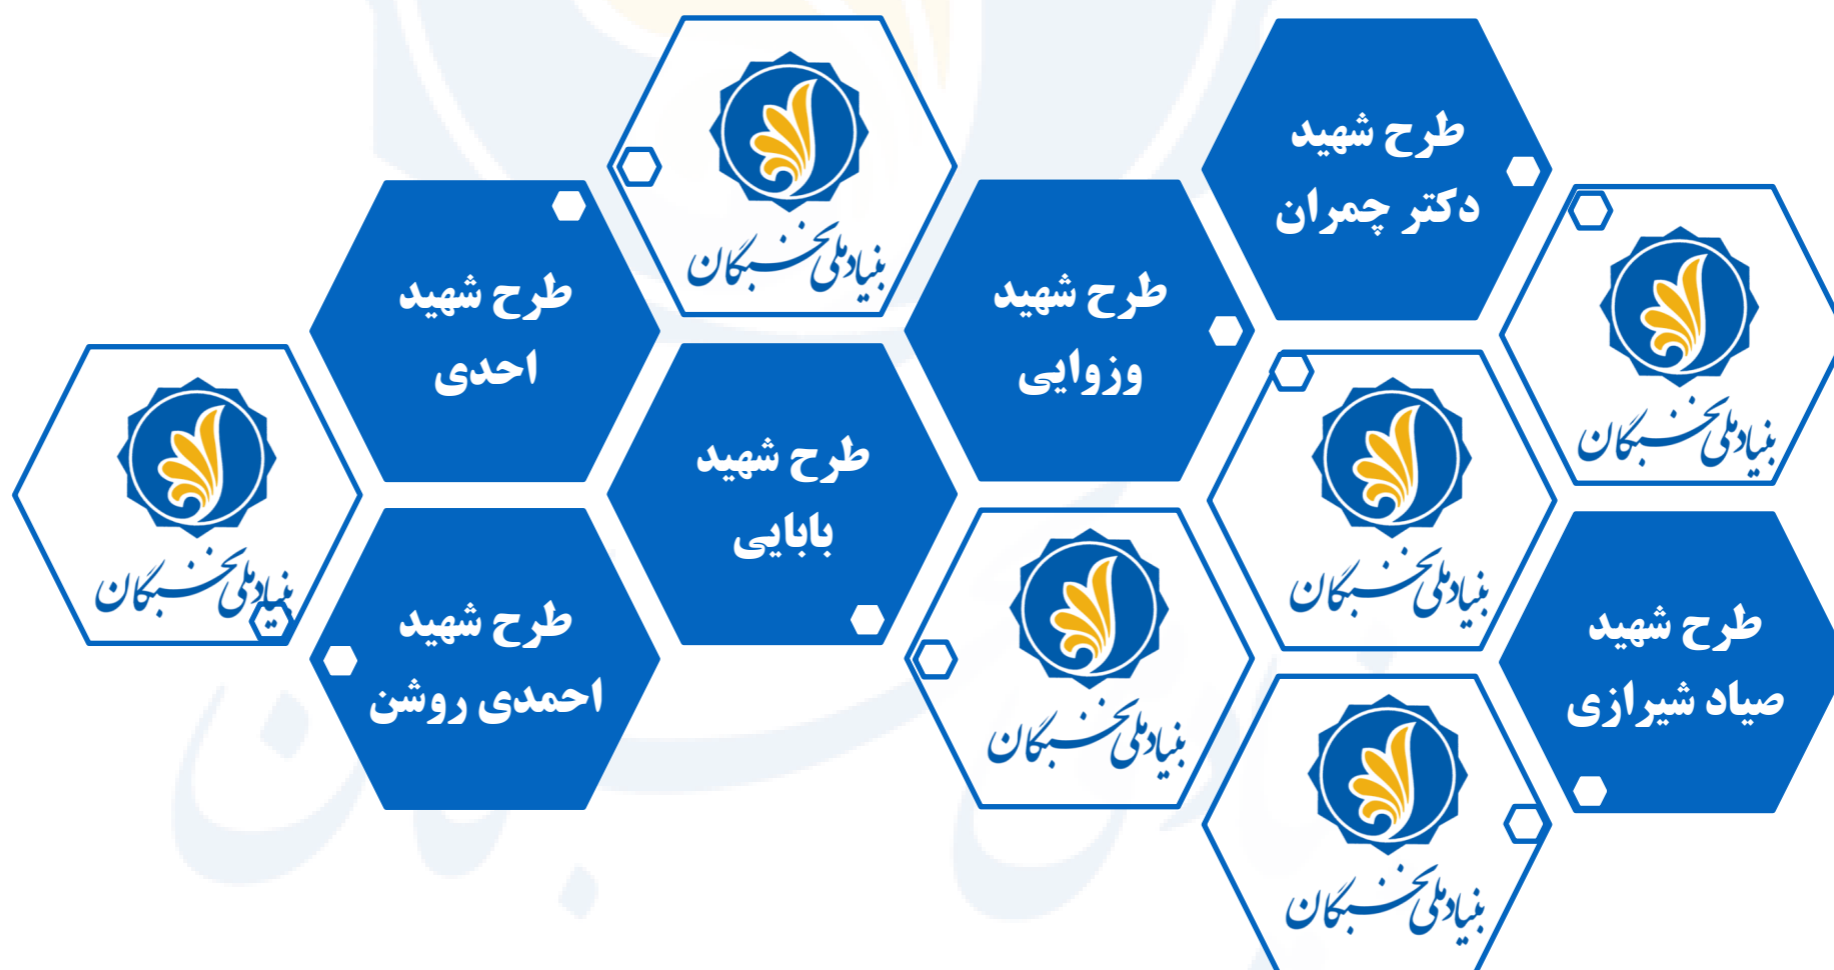 طرح شهید
دکتر چمران
بنیاد ملی نخبگان
بنیاد ملی نخبگان
طرح شهید
وزوایی
طرح شهید
احدی
بنیاد ملی نخبگان
بنیاد ملی نخبگان
طرح شهید
بابایی
طرح شهید
صیاد شیرازی
بنیاد ملی نخبگان
طرح شهید
احمدی روشن
بنیاد ملی نخبگان